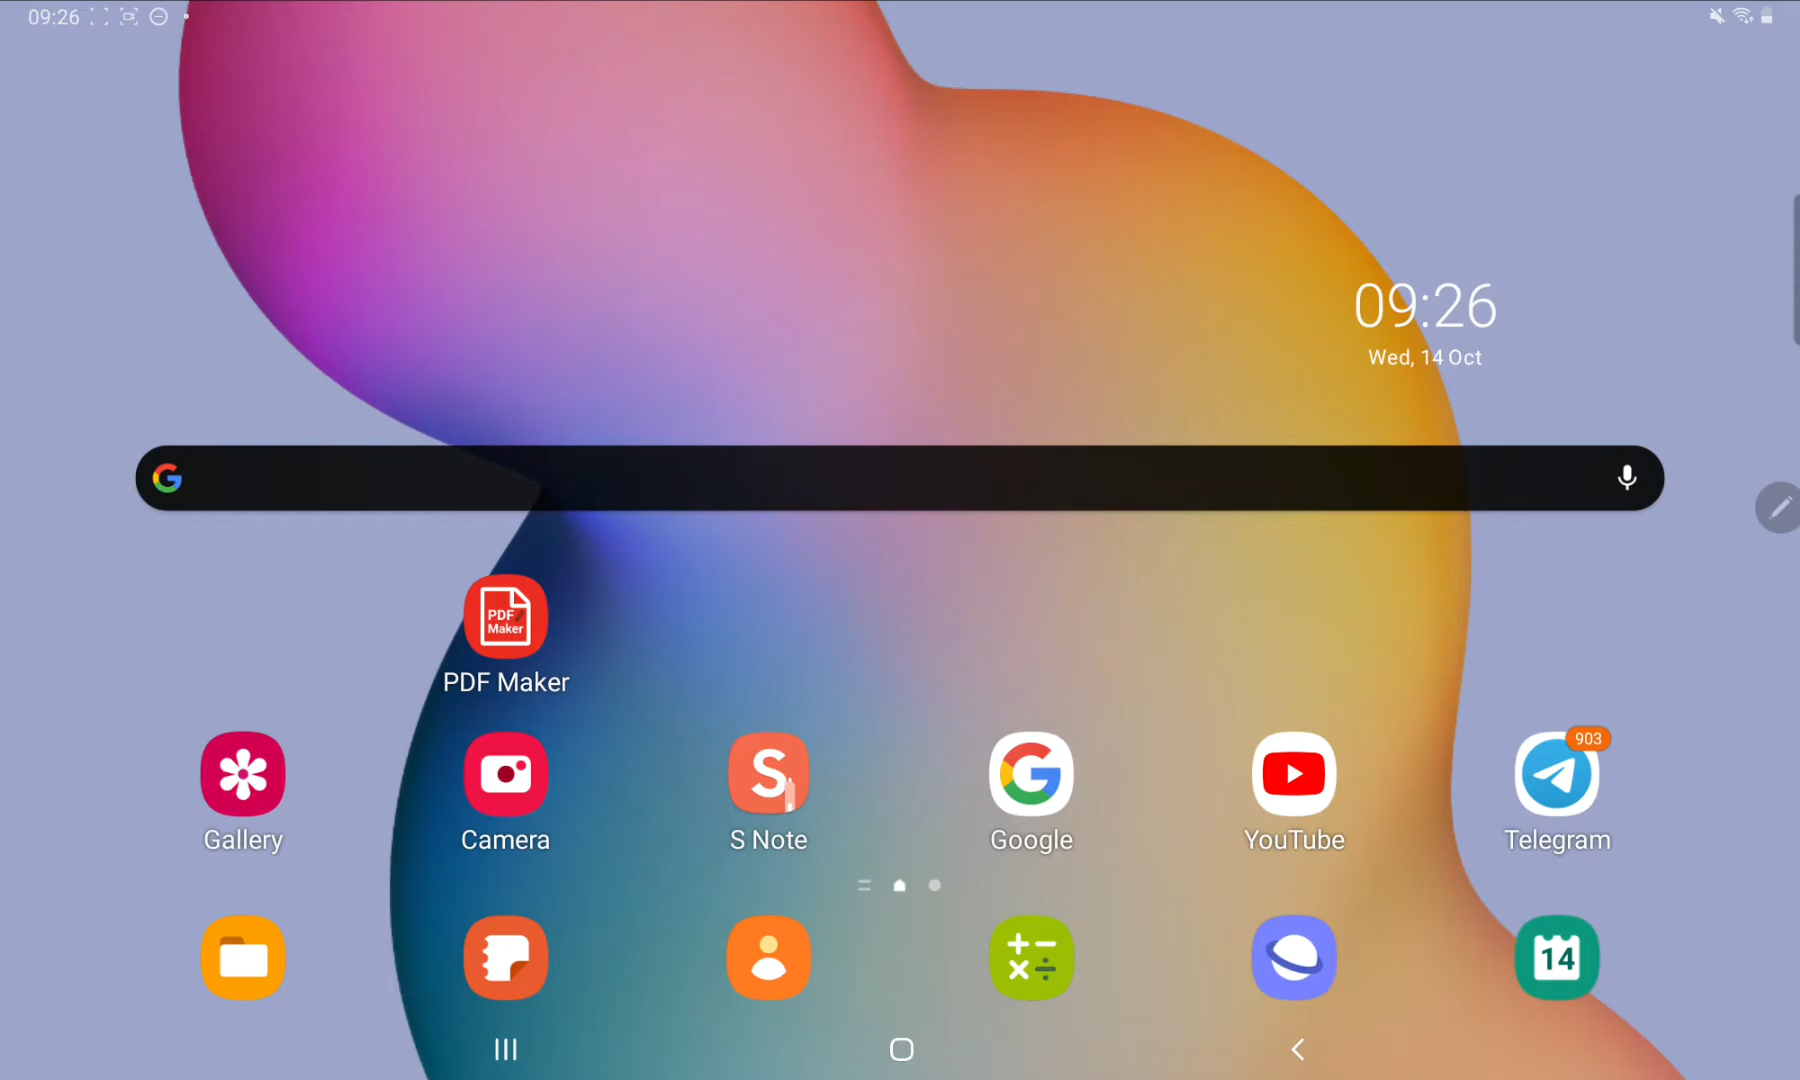 09:26
09:26
Wed, 14 Oct
PDF
Maker
PDF Maker
903
S
Gallery
Camera
S Note
Google
YouTube
Telegram
14